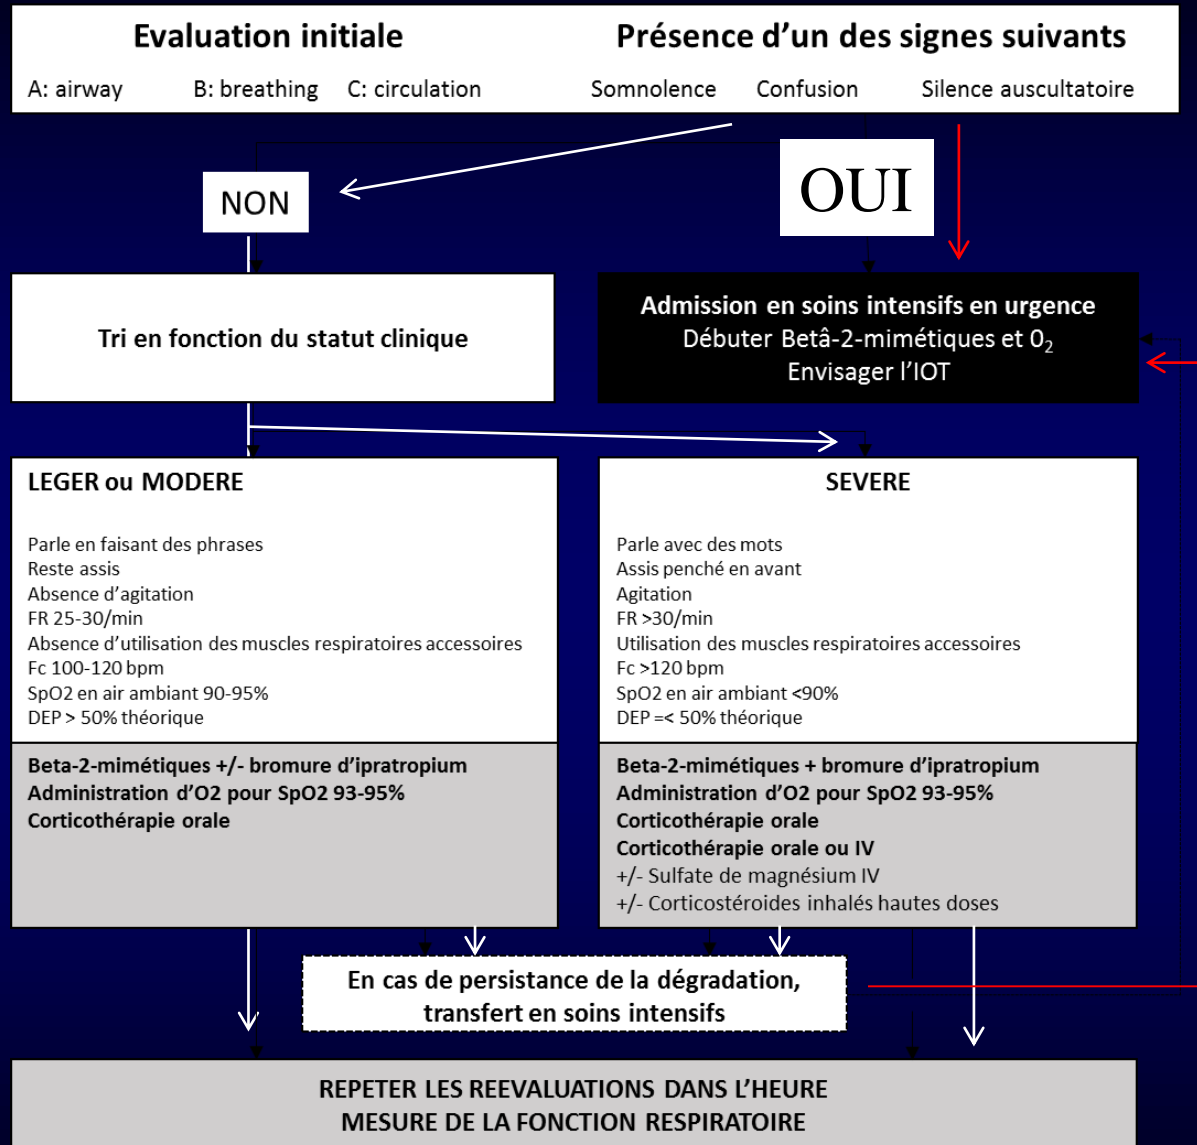 Evaluation initiale
Présence d’un des signes suivants
A: airway B: breathing C: circulation
Somnolence Confusion Silence auscultatoire
NON
OUI
Tri en fonction du statut clinique
Admission en soins intensifs en urgence
Débuter Betâ-2-mimétiques et 0₂
Envisager l’IOT
LEGER ou MODERE
Parle en faisant des phrases
Reste assis
Absence d’agitation
FR 25-30/min
Absence d’utilisation des muscles respiratoires accessoires
Fc 100-120 bpm
SpO2 en air ambiant 90-95%
DEP > 50% théorique
Beta-2-mimétiques +/- bromure d’ipratropium
Administration d’O2 pour SpO2 93-95%
Corticothérapie orale
SEVERE
Parle avec des mots
Assis penché en avant
Agitation
FR >30/min
Utilisation des muscles respiratoires accessoires
Fc >120 bpm
SpO2 en air ambiant <90%
DEP =< 50% théorique
Beta-2-mimétiques + bromure d’ipratropium
Administration d’O2 pour SpO2 93-95%
Corticothérapie orale
Corticothérapie orale ou IV
+/- Sulfate de magnésium IV
+/- Corticostéroides inhalés hautes doses
En cas de persistance de la dégradation,
transfert en soins intensifs
REPETER LES REEVALUATIONS DANS L’HEURE
MESURE DE LA FONCTION RESPIRATOIRE